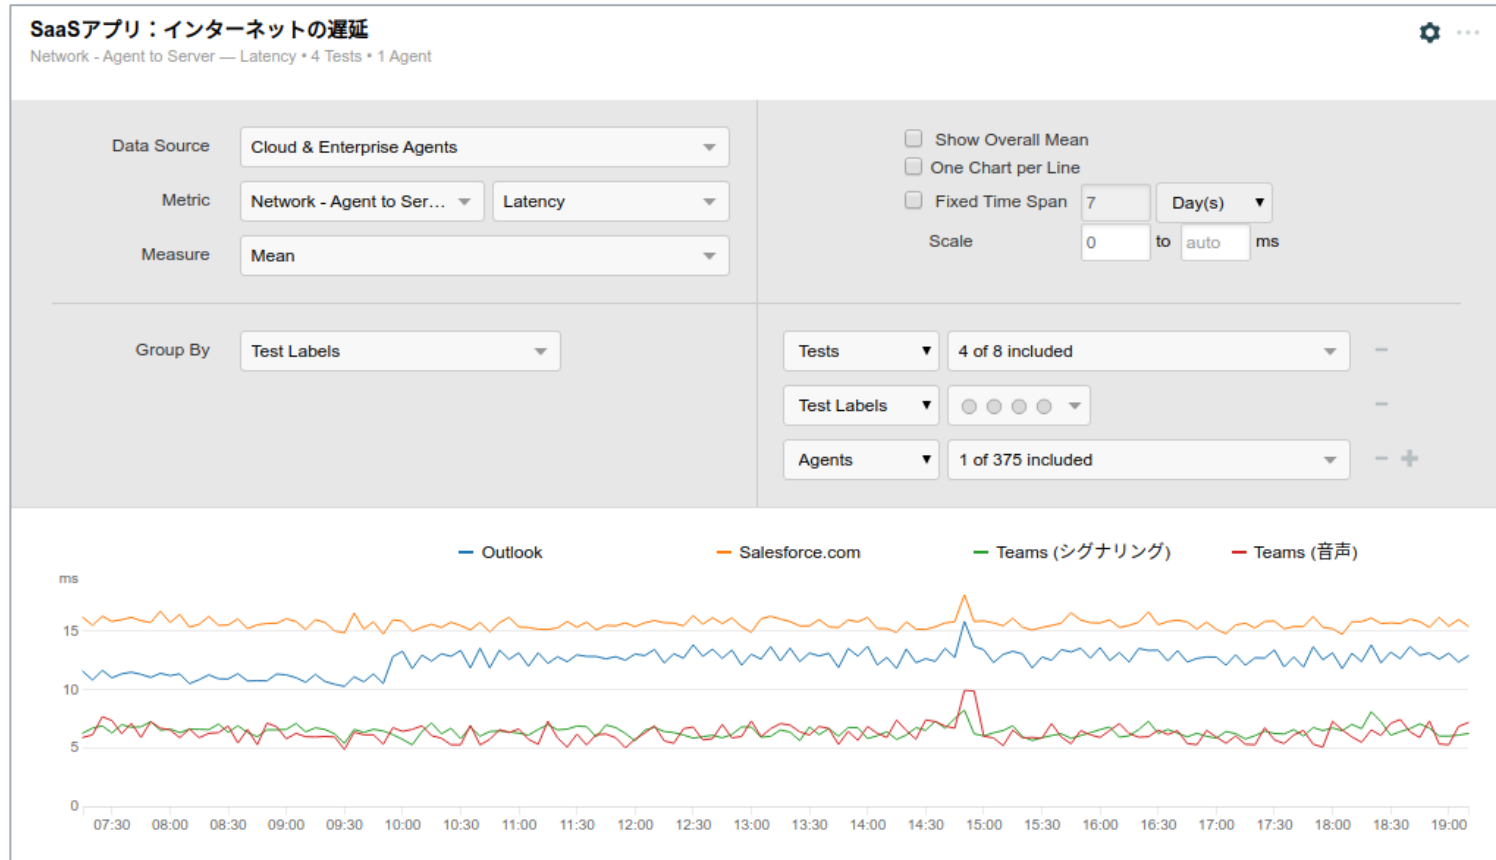 SaaSアプリ：インターネットの遅延
Network - Agent to Server — Latency • 4 Tests • 1 Agent
Data Source
Cloud & Enterprise Agents
Metric
Network - Agent to Ser...
Latency
Measure
Mean
Show Overall Mean
One Chart per Line
Fixed Time Span 7 Day(s)
Scale 0 to auto ms
Group By
Test Labels
Tests 4 of 8 included
Test Labels
Agents 1 of 375 included
Outlook Salesforce.com Teams (シグナリング) Teams (音声)
ms
15
10
5
0
07:30 08:00 08:30 09:00 09:30 10:00 10:30 11:00 11:30 12:00 12:30 13:00 13:30 14:00 14:30 15:00 15:30 16:00 16:30 17:00 17:30 18:00 18:30 19:00